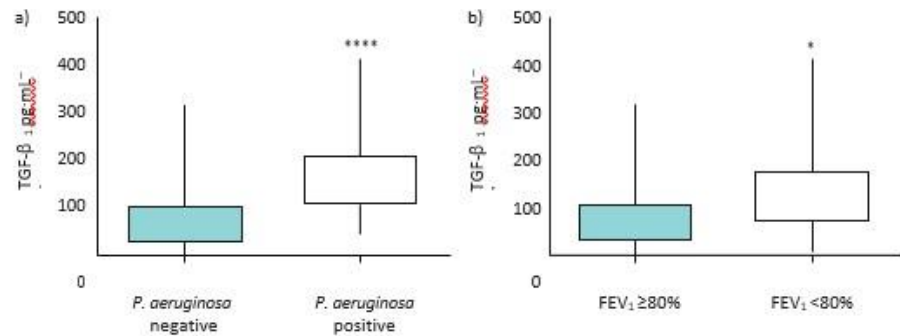 a)
500
400
300
200
100
0
TGF-β 1 pg·mL–
****
P. aeruginosa
negative
P. aeruginosa
positive
b)
500
400
300
200
100
0
TGF-β 1 pg·mL–
*
FEV₁ ≥80%
FEV₁ <80%